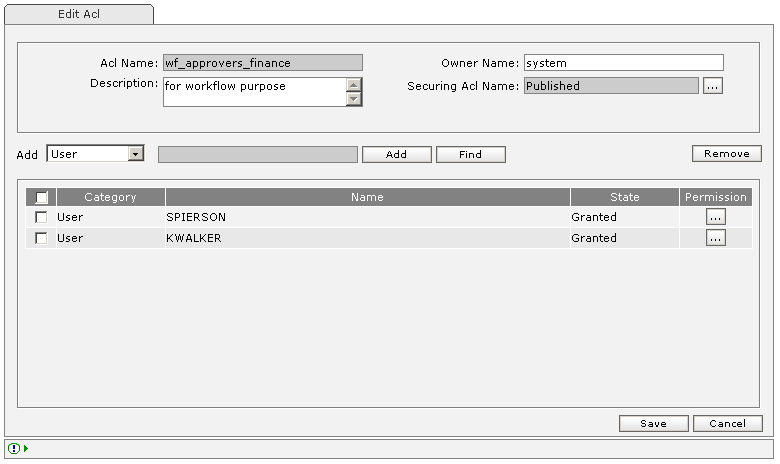 Edit Acl
Acl Name: wf_approvers_finance Owner Name: system
Description: for workflow purpose Securing Acl Name: Published ...
Add User Add Find Remove
Category Name State Permission
User SPIERSON Granted ...
User KWALKER Granted ...
Save Cancel